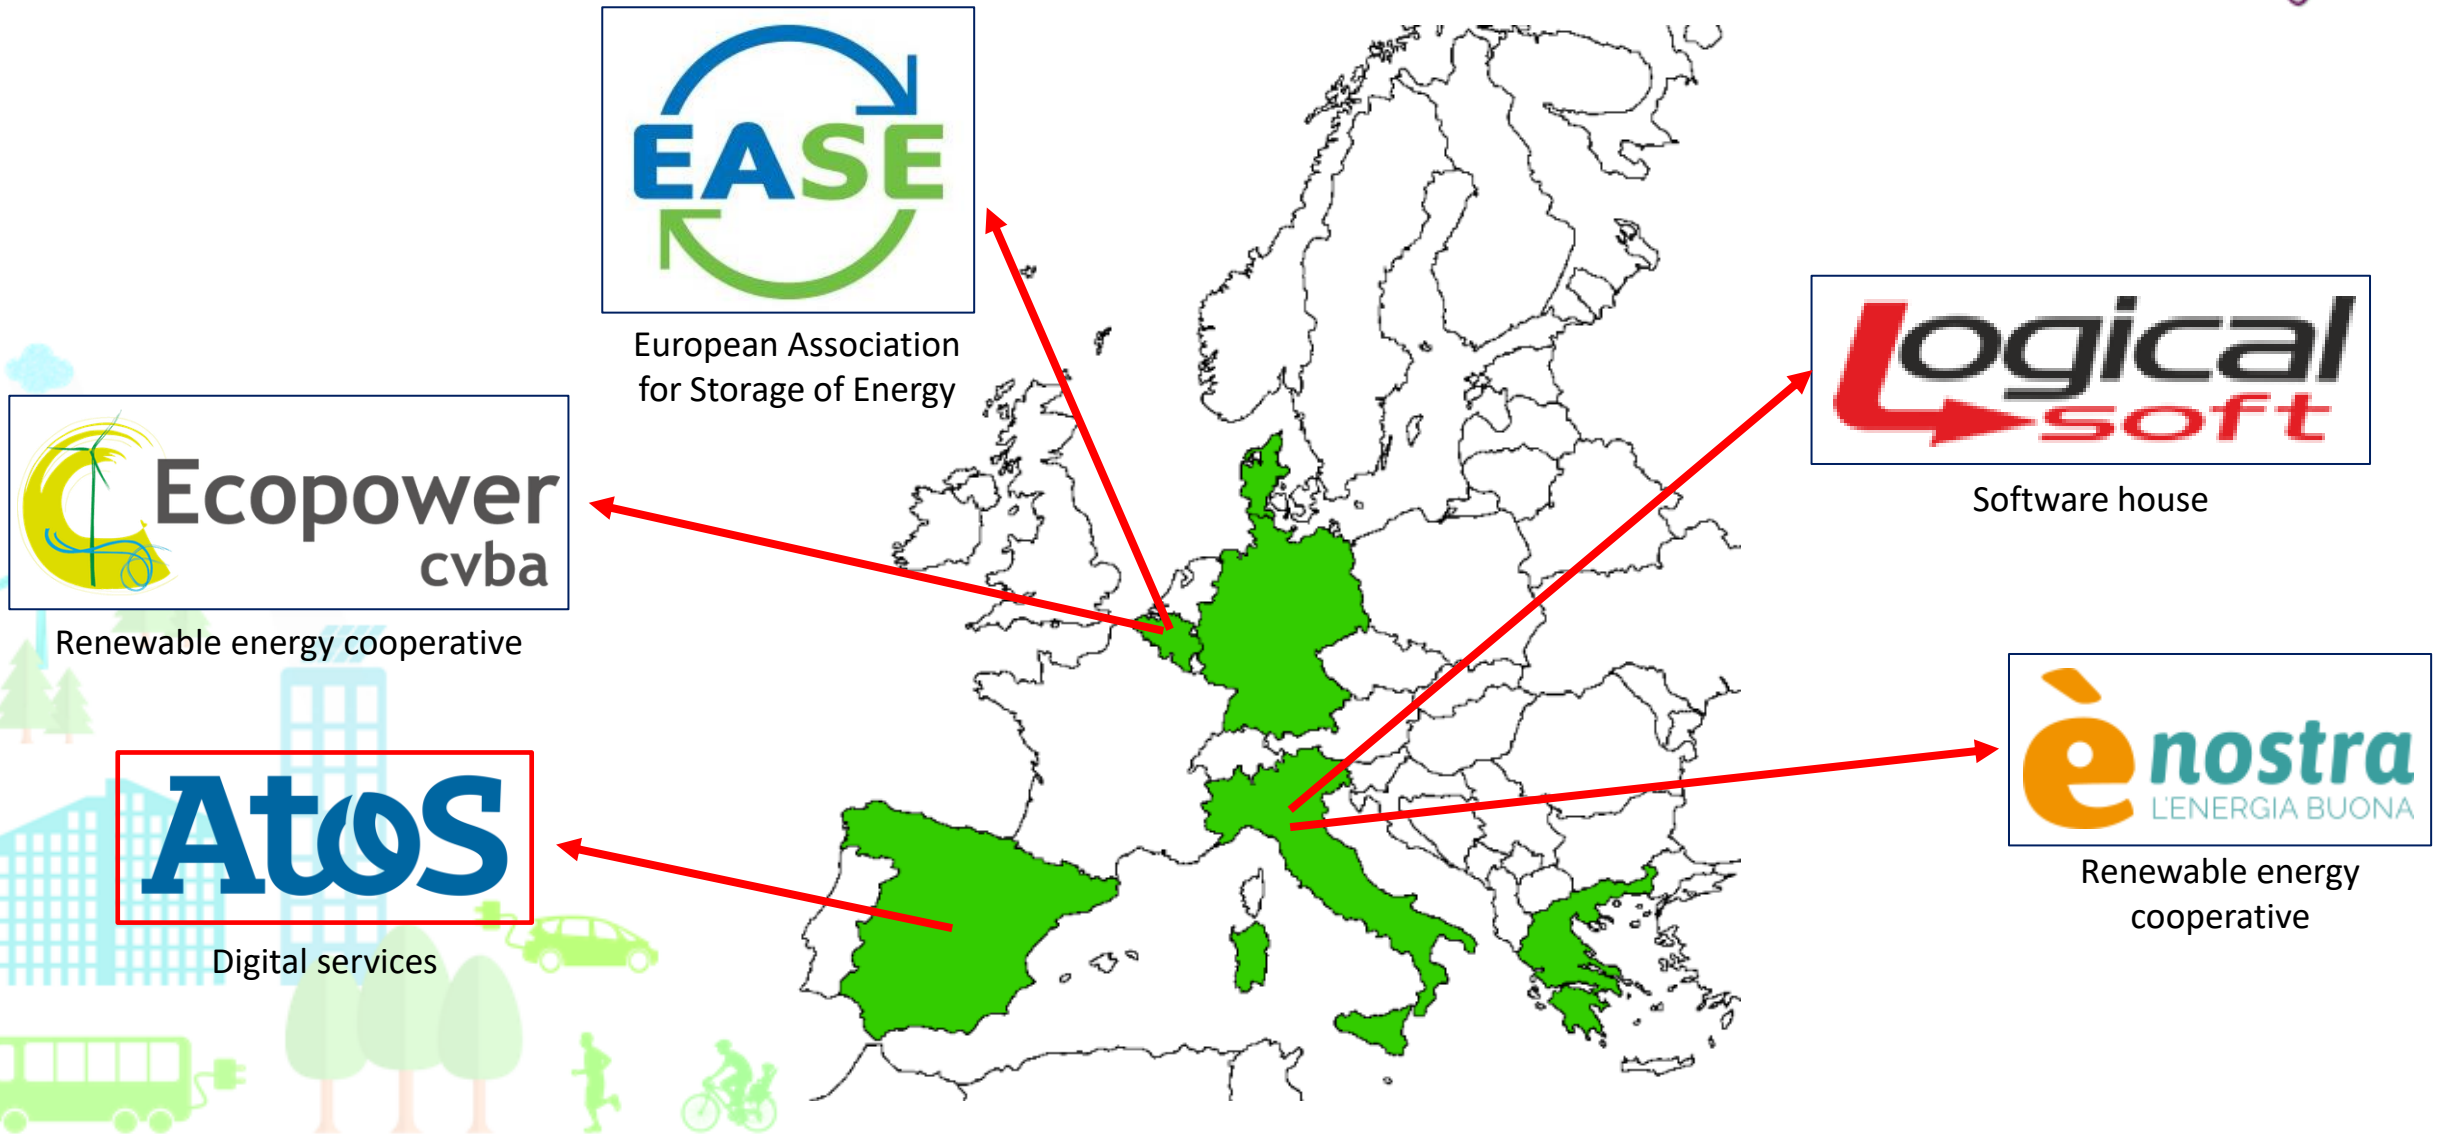 EASE
European Association
for Storage of Energy
Ecopower
cvba
Renewable energy cooperative
Atos
Digital services
Logical
soft
Software house
è nostra
L'ENERGIA BUONA
Renewable energy
cooperative